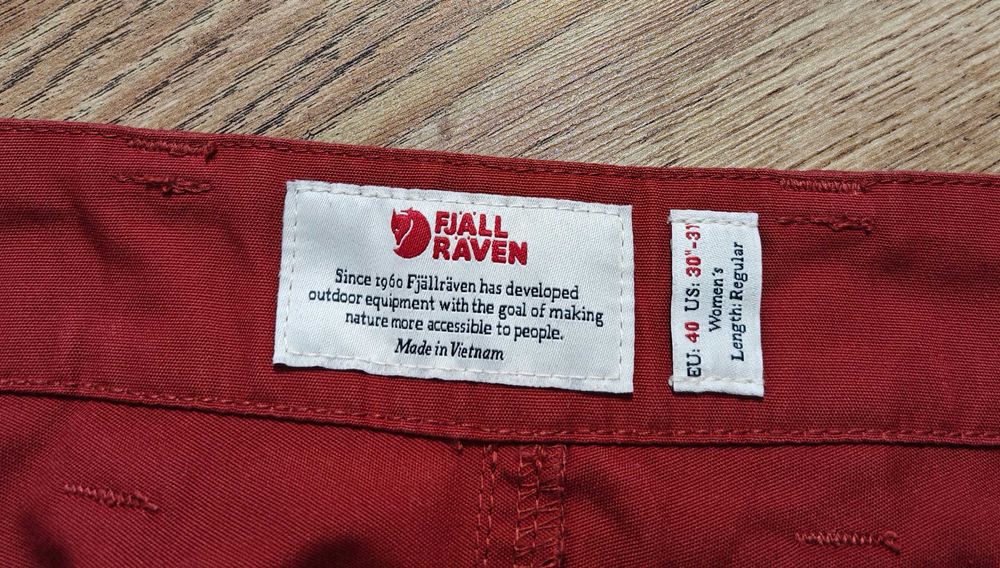 FJÄLL
RÄVEN
Since 1960 Fjällräven has developed
outdoor equipment with the goal of making
nature more accessible to people.
Made in Vietnam
EU: 40 US: 30"-31
Women's
Length: Regular